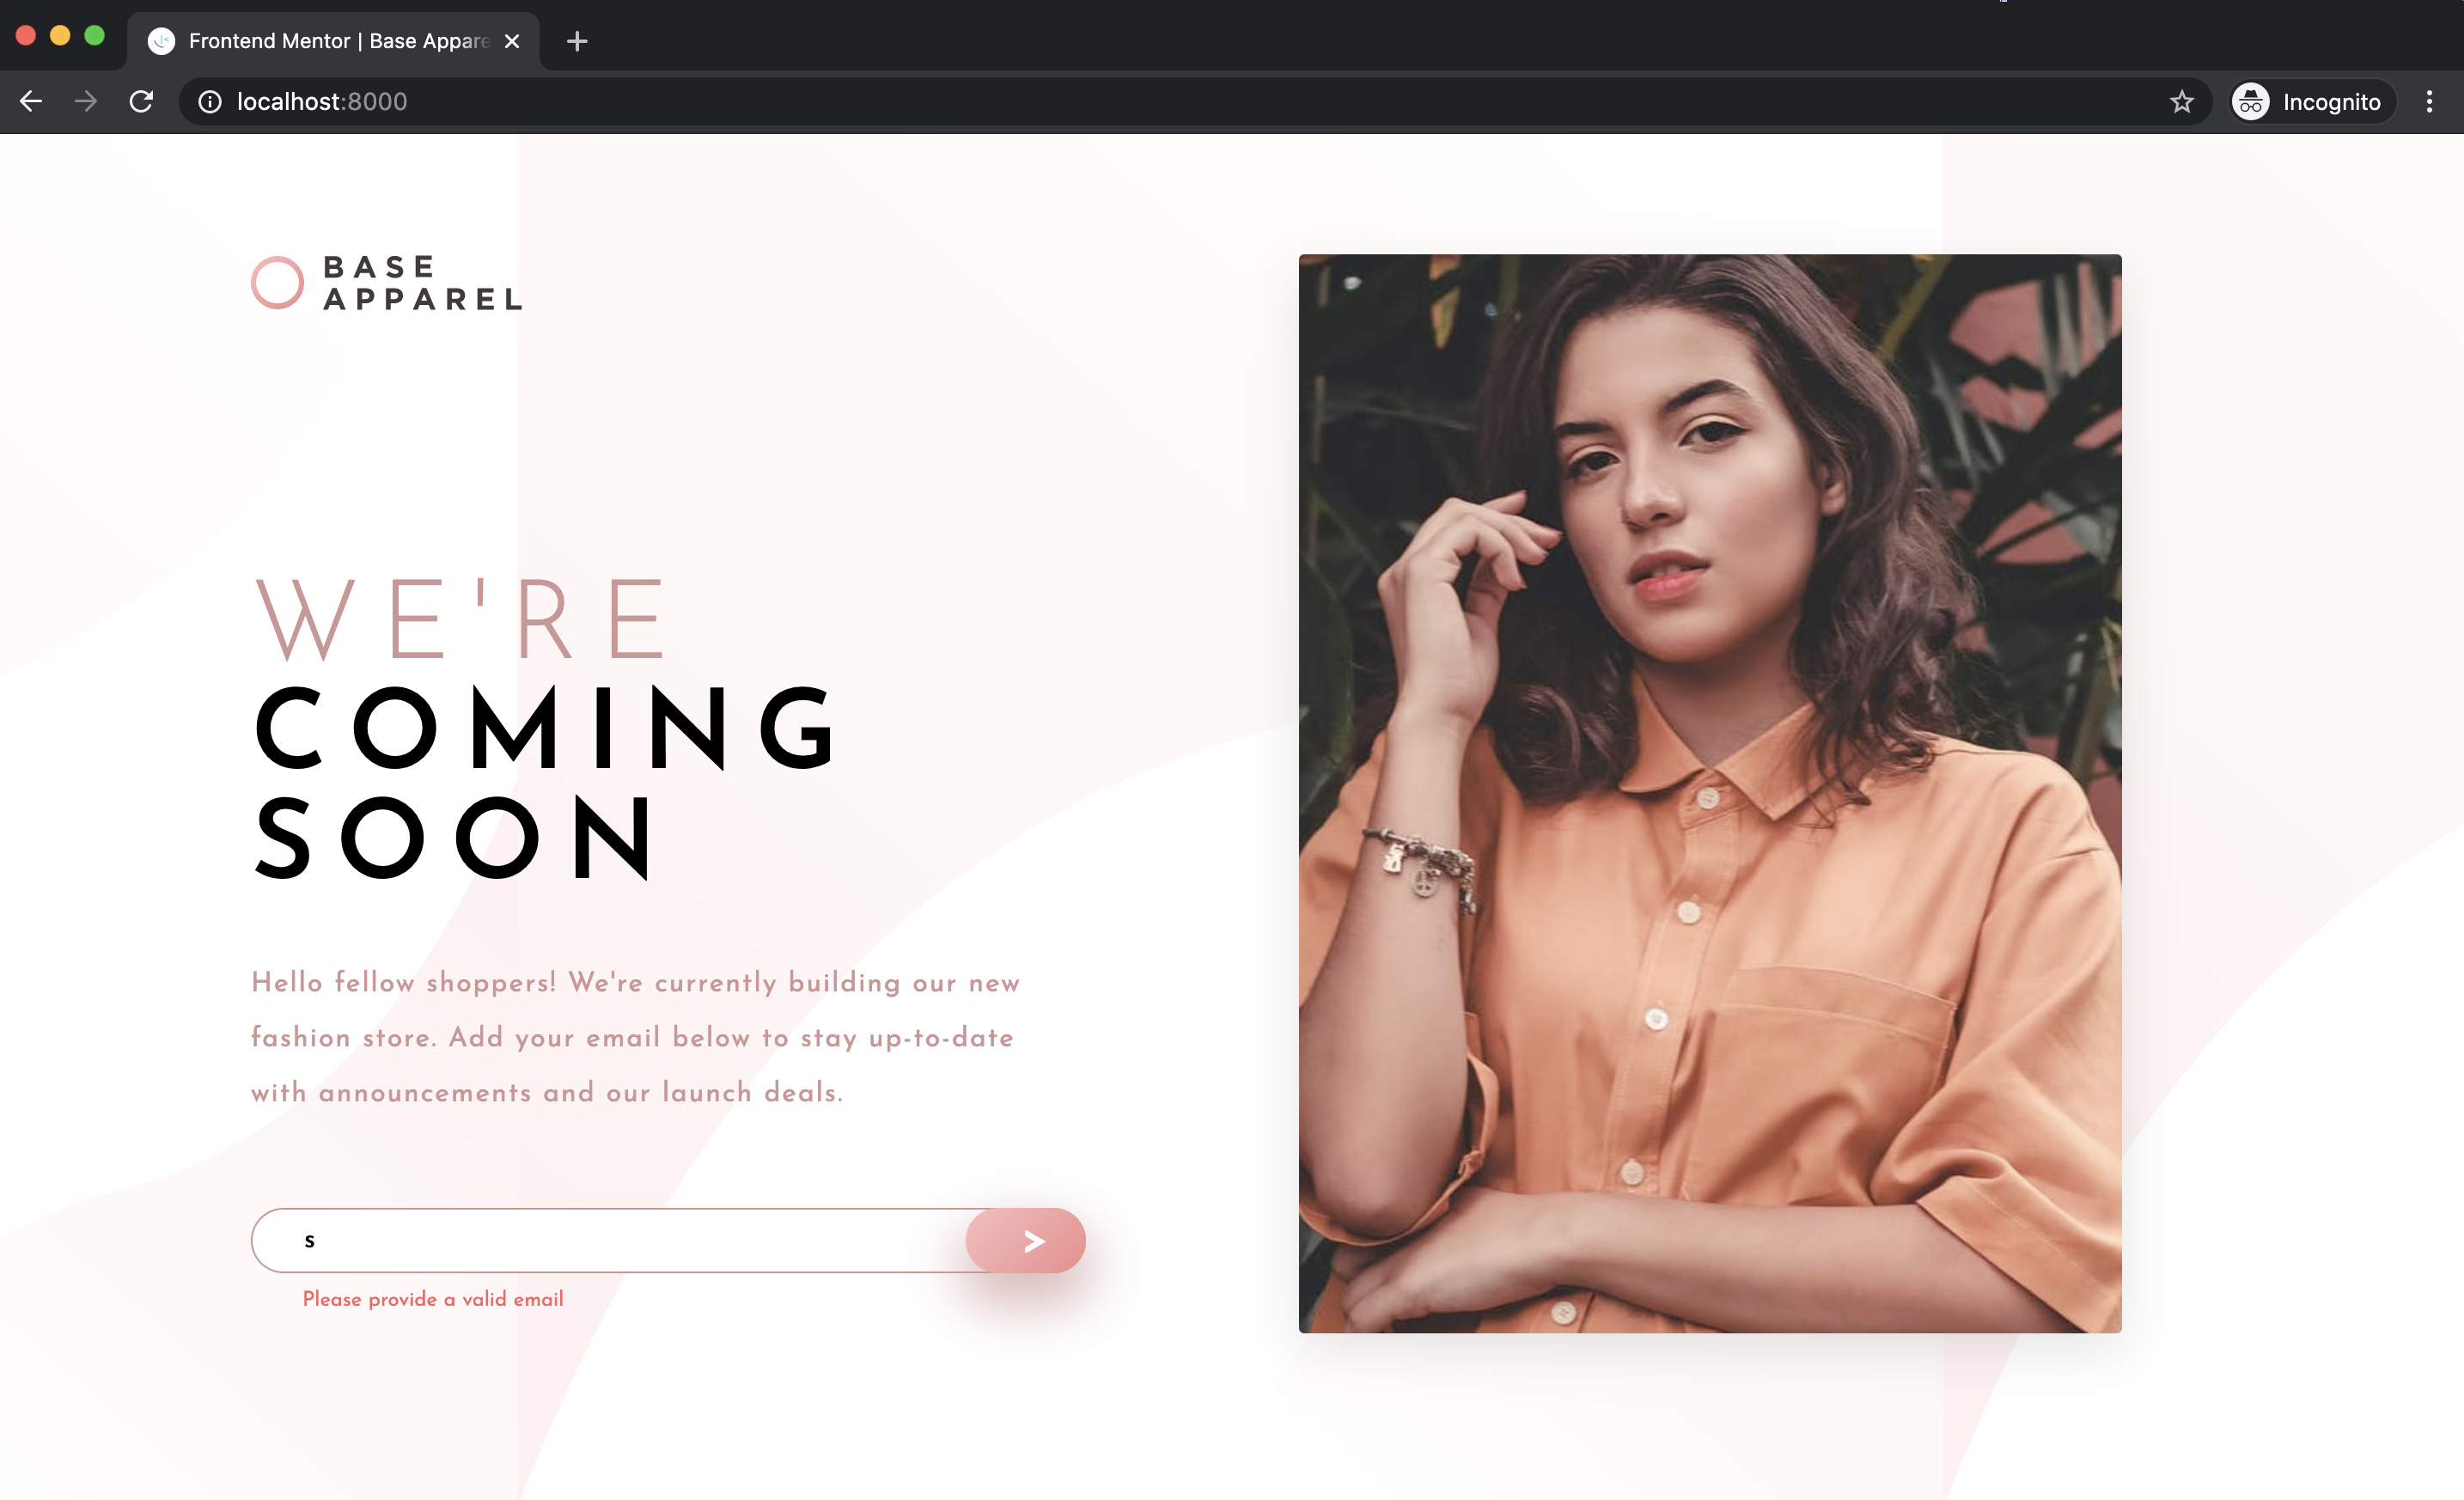 Frontend Mentor | Base Appare
localhost:8000
Incognito
BASE
APPAREL
WE'RE
COMING
SOON
Hello fellow shoppers! We're currently building our new
fashion store. Add your email below to stay up-to-date
with announcements and our launch deals.
s
>
Please provide a valid email